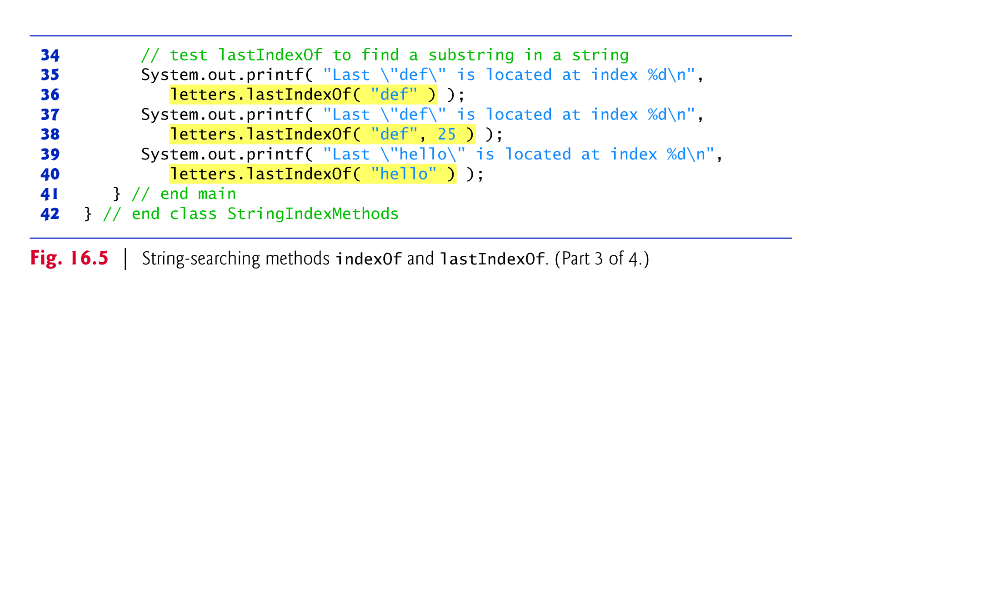 34 // test lastIndexOf to find a substring in a string
35 System.out.printf( "Last \"def\" is located at index %d\n",
36 letters.lastIndexOf( "def" ) );
37 System.out.printf( "Last \"def\" is located at index %d\n",
38 letters.lastIndexOf( "def", 25 ) );
39 System.out.printf( "Last \"hello\" is located at index %d\n",
40 letters.lastIndexOf( "hello" ) );
41 } // end main
42 } // end class StringIndexMethods
Fig. 16.5 | String-searching methods indexOf and lastIndexOf. (Part 3 of 4.)